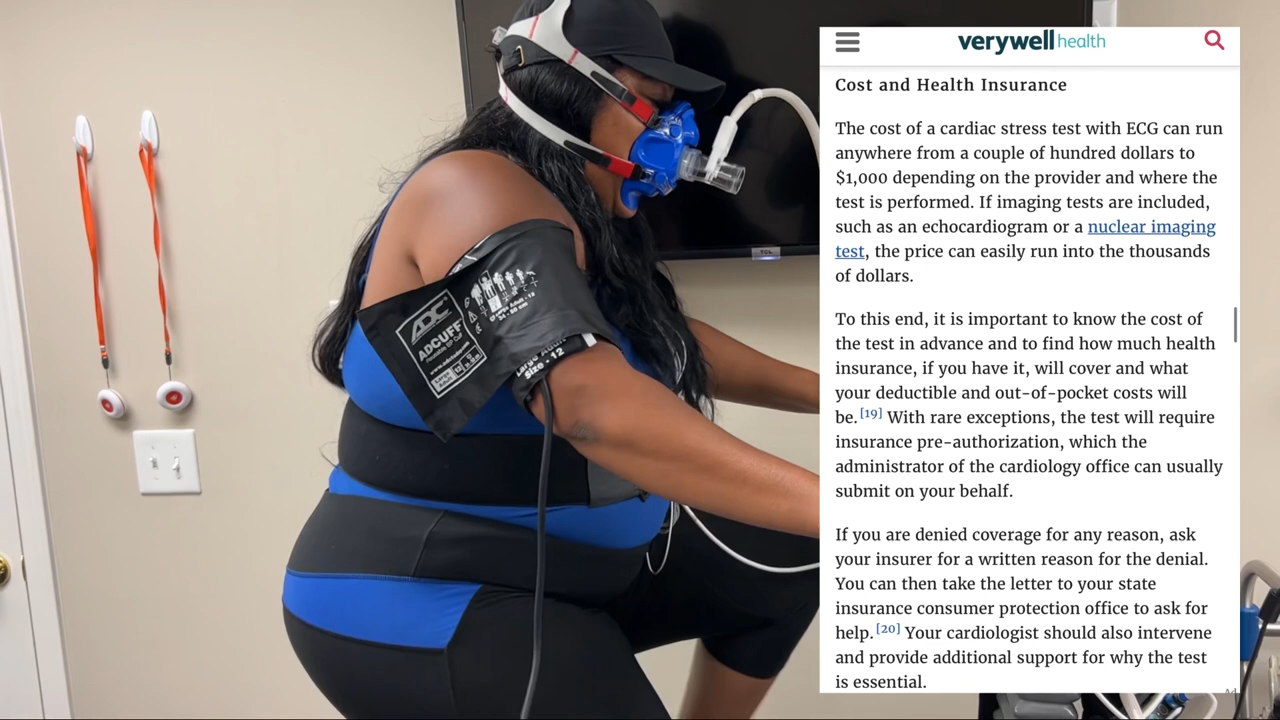 verywell health
Cost and Health Insurance
The cost of a cardiac stress test with ECG can run
anywhere from a couple of hundred dollars to
$1,000 depending on the provider and where the
test is performed. If imaging tests are included,
such as an echocardiogram or a nuclear imaging
test, the price can easily run into the thousands
of dollars.
To this end, it is important to know the cost of
the test in advance and to find how much health
insurance, if you have it, will cover and what
your deductible and out-of-pocket costs will
be.[19] With rare exceptions, the test will require
insurance pre-authorization, which the
administrator of the cardiology office can usually
submit on your behalf.
If you are denied coverage for any reason, ask
your insurer for a written reason for the denial.
You can then take the letter to your state
insurance consumer protection office to ask for
help.[20] Your cardiologist should also intervene
and provide additional support for why the test
is essential.
Ad
ADC
ADCUFF
Large Adult
Size - 12